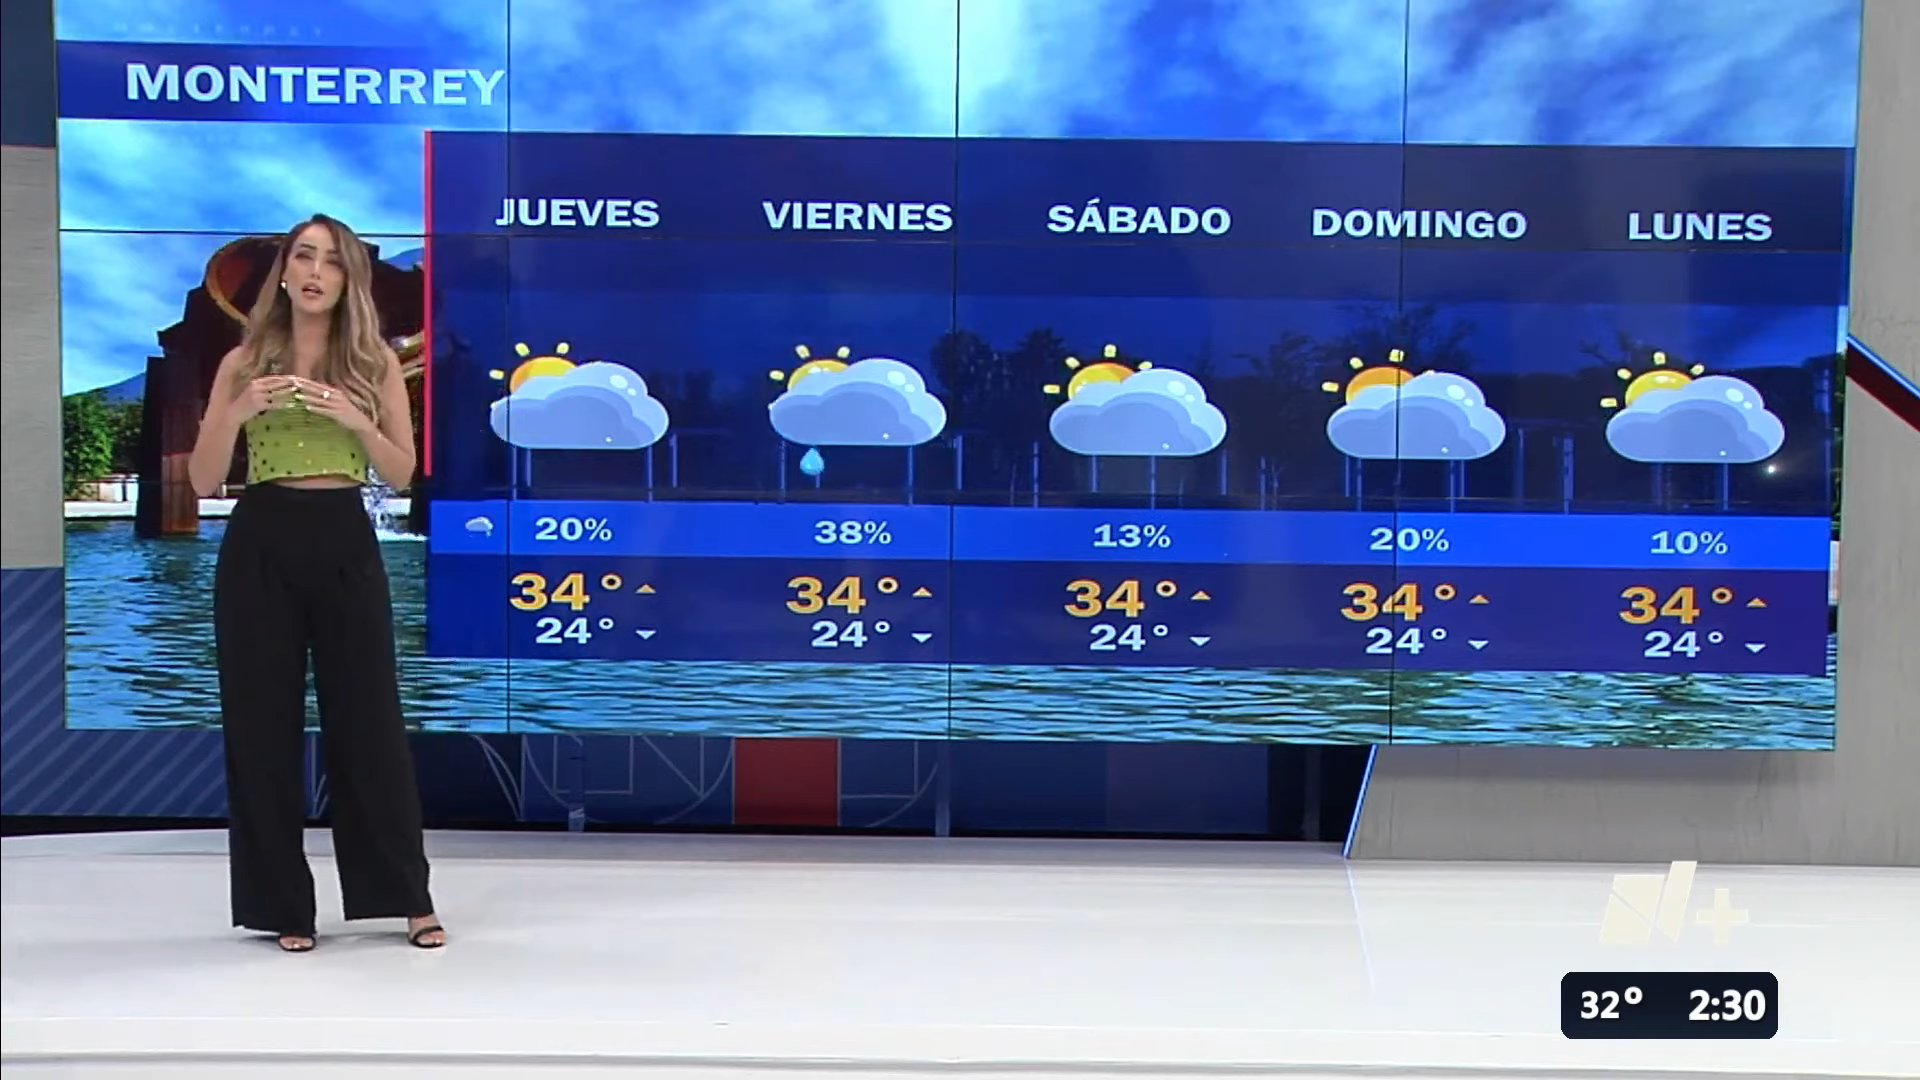 MONTERREY
JUEVES VIERNES SÁBADO DOMINGO LUNES
20% 38% 13% 20% 10%
34° 34° 34° 34° 34°
24° 24° 24° 24° 24°
N+
32° 2:30